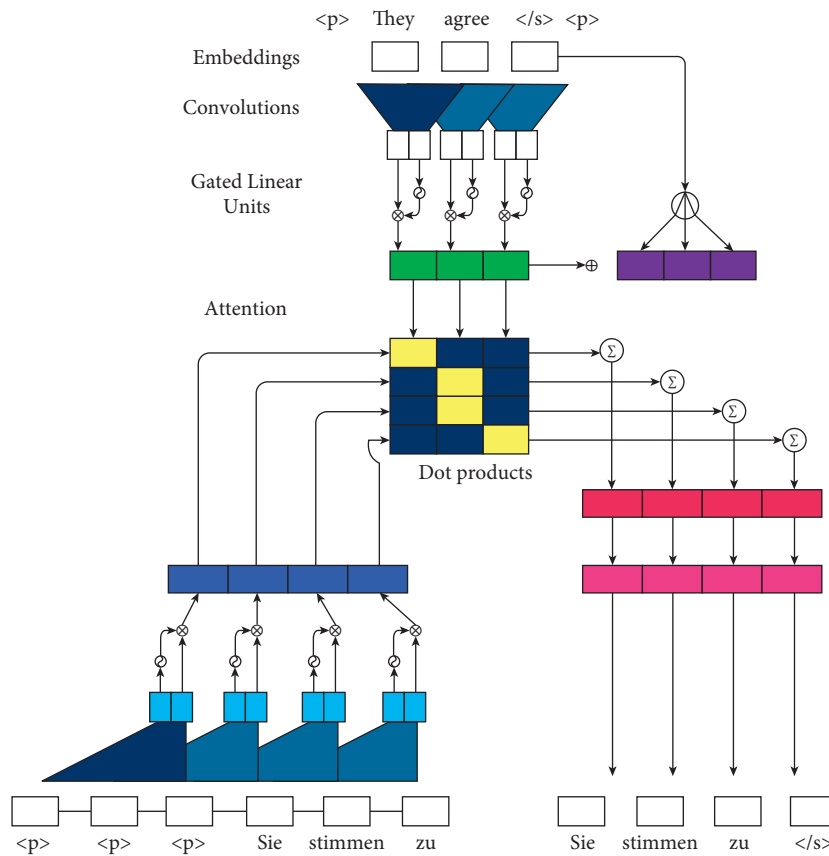 <p> They agree </s> <p>
Embeddings
Convolutions
Gated Linear
Units
Attention
Σ
Σ
Σ
Σ
Dot products
<p> <p> <p> Sie stimmen zu
Sie stimmen zu </s>